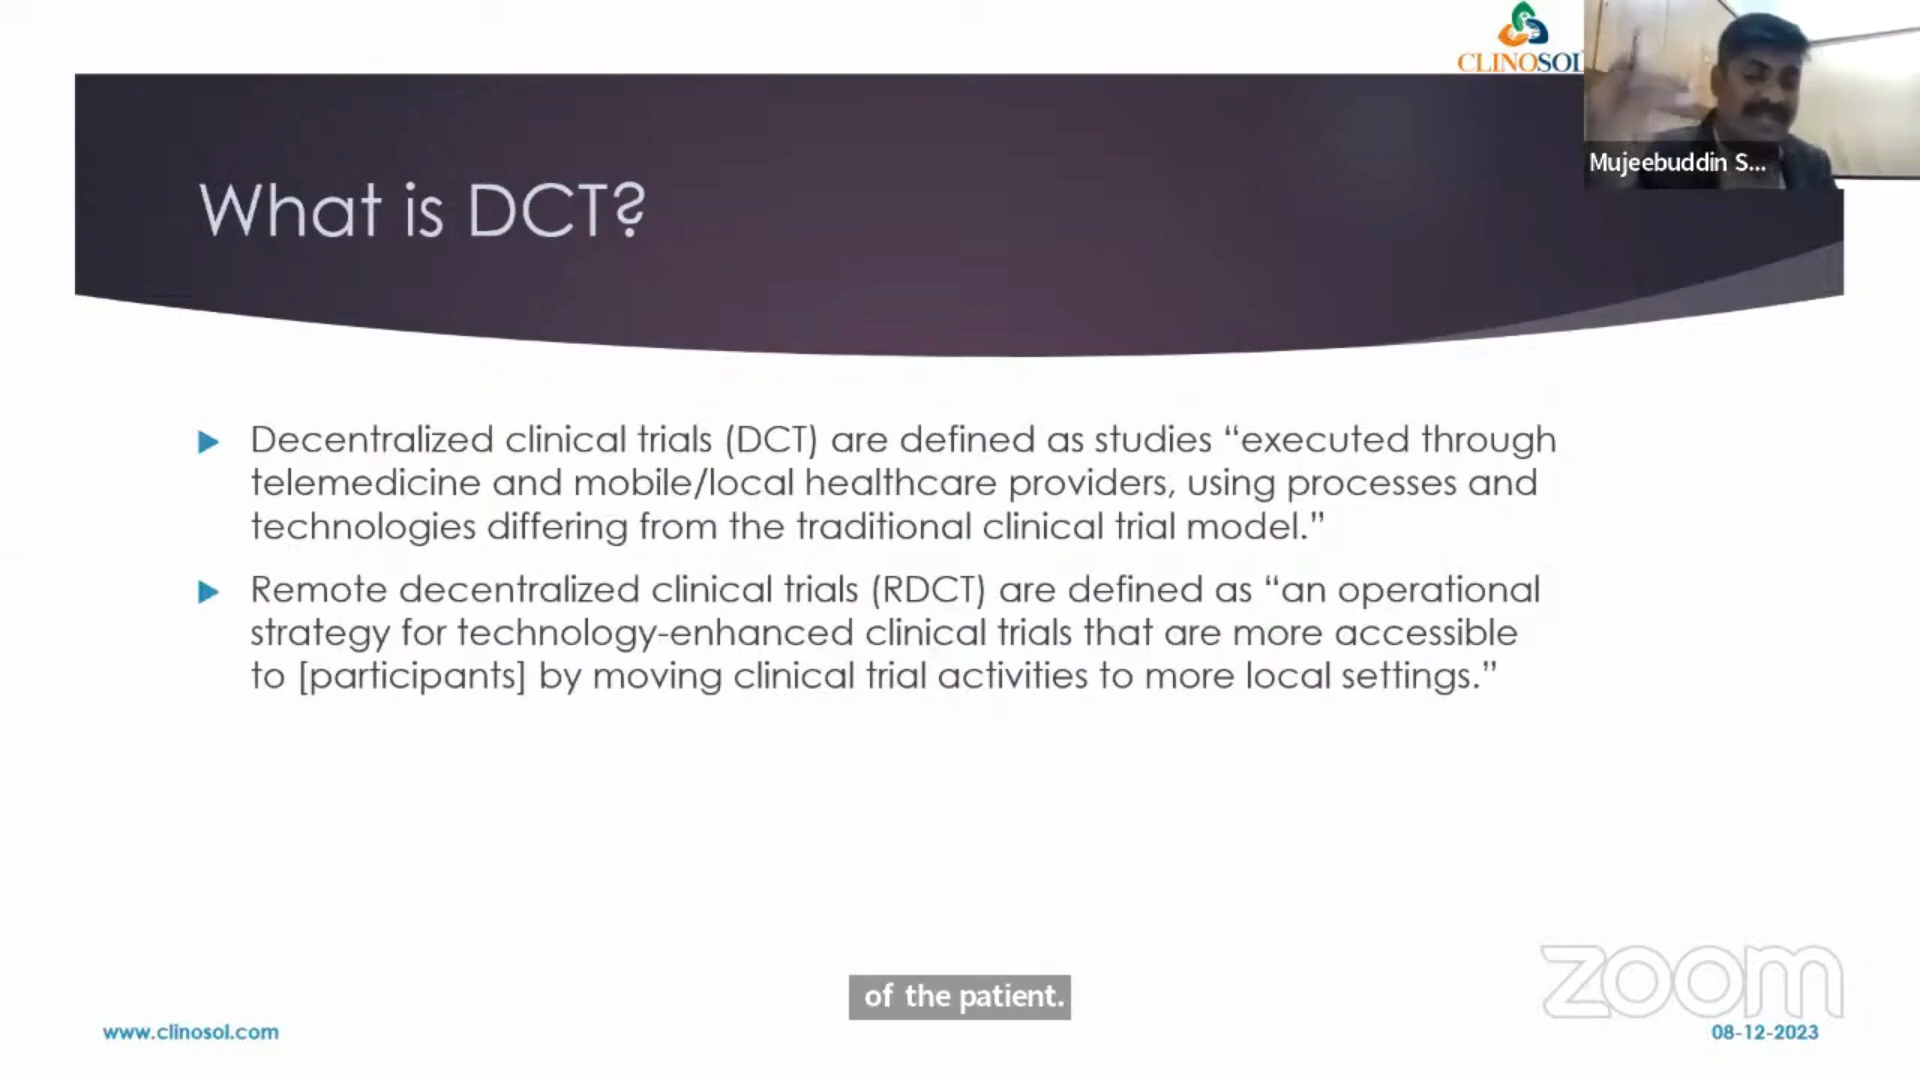 CLINOSOL
Mujeebuddin S...
What is DCT?
Decentralized clinical trials (DCT) are defined as studies “executed through
telemedicine and mobile/local healthcare providers, using processes and
technologies differing from the traditional clinical trial model.”
Remote decentralized clinical trials (RDCT) are defined as “an operational
strategy for technology-enhanced clinical trials that are more accessible
to [participants] by moving clinical trial activities to more local settings.”
zoom
of the patient.
www.clinosol.com
08-12-2023